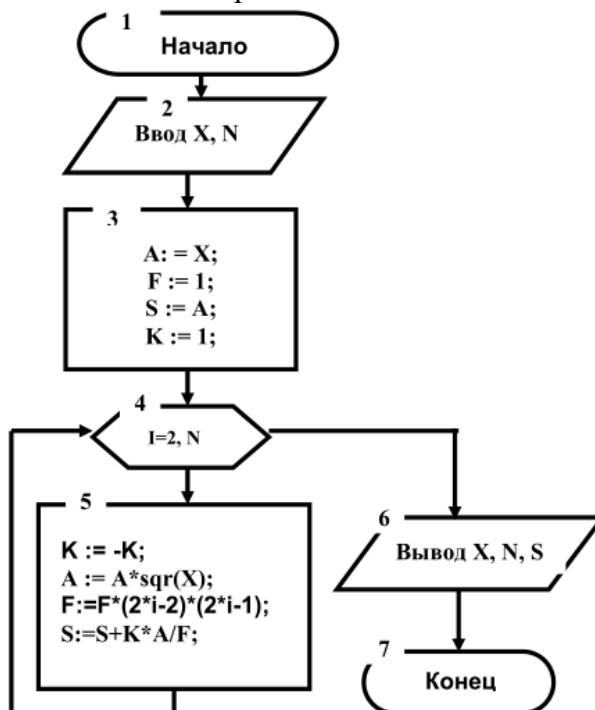 1
Начало
2
Ввод X, N
3
A: = X;
F := 1;
S := A;
K := 1;
4
I=2, N
5
K := -K;
A := A*sqr(X);
F:=F*(2*i-2)*(2*i-1);
S:=S+K*A/F;
6
Вывод X, N, S
7
Конец